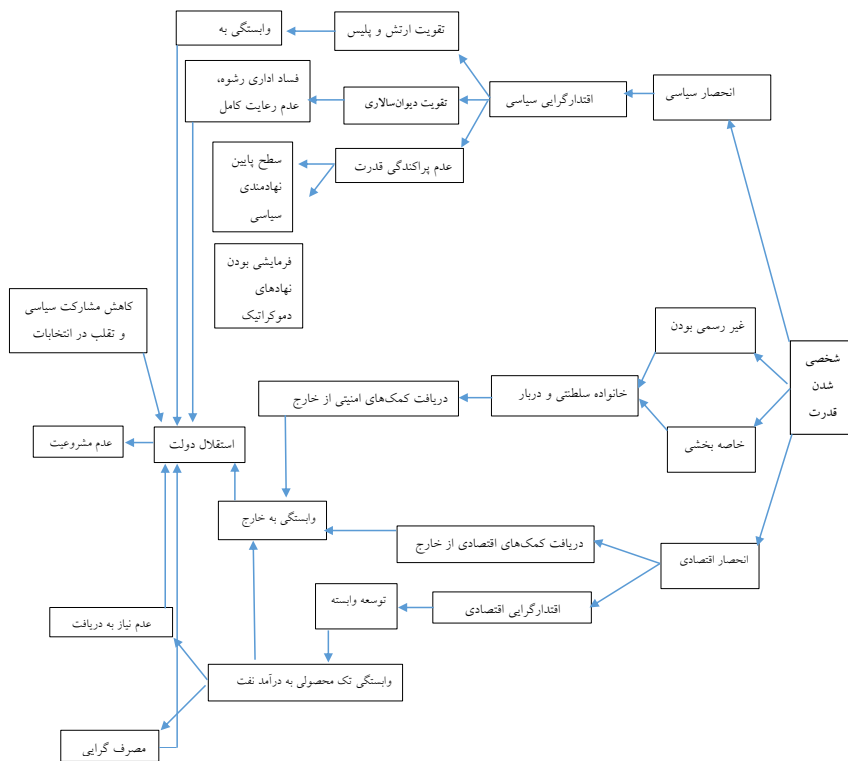 وابستگی به
تقویت ارتش و پلیس
فساد اداری رشوه،
عدم رعایت کامل
تقویت دیوان‌سالاری
اقتدارگرایی سیاسی
انحصار سیاسی
عدم پراکندگی قدرت
سطح پایین
نهادمندی
سیاسی
فرمایشی بودن
نهادهای
دموکراتیک
کاهش مشارکت سیاسی
و تقلب در انتخابات
غیر رسمی بودن
شخصی
شدن
قدرت
خانواده سلطنتی و دربار
دریافت کمک‌های امنیتی از خارج
خاصه بخشی
استقلال دولت
عدم مشروعیت
وابستگی به خارج
دریافت کمک‌های اقتصادی از خارج
انحصار اقتصادی
توسعه وابسته
اقتدارگرایی اقتصادی
عدم نیاز به دریافت
وابستگی تک محصولی به درآمد نفت
مصرف گرایی